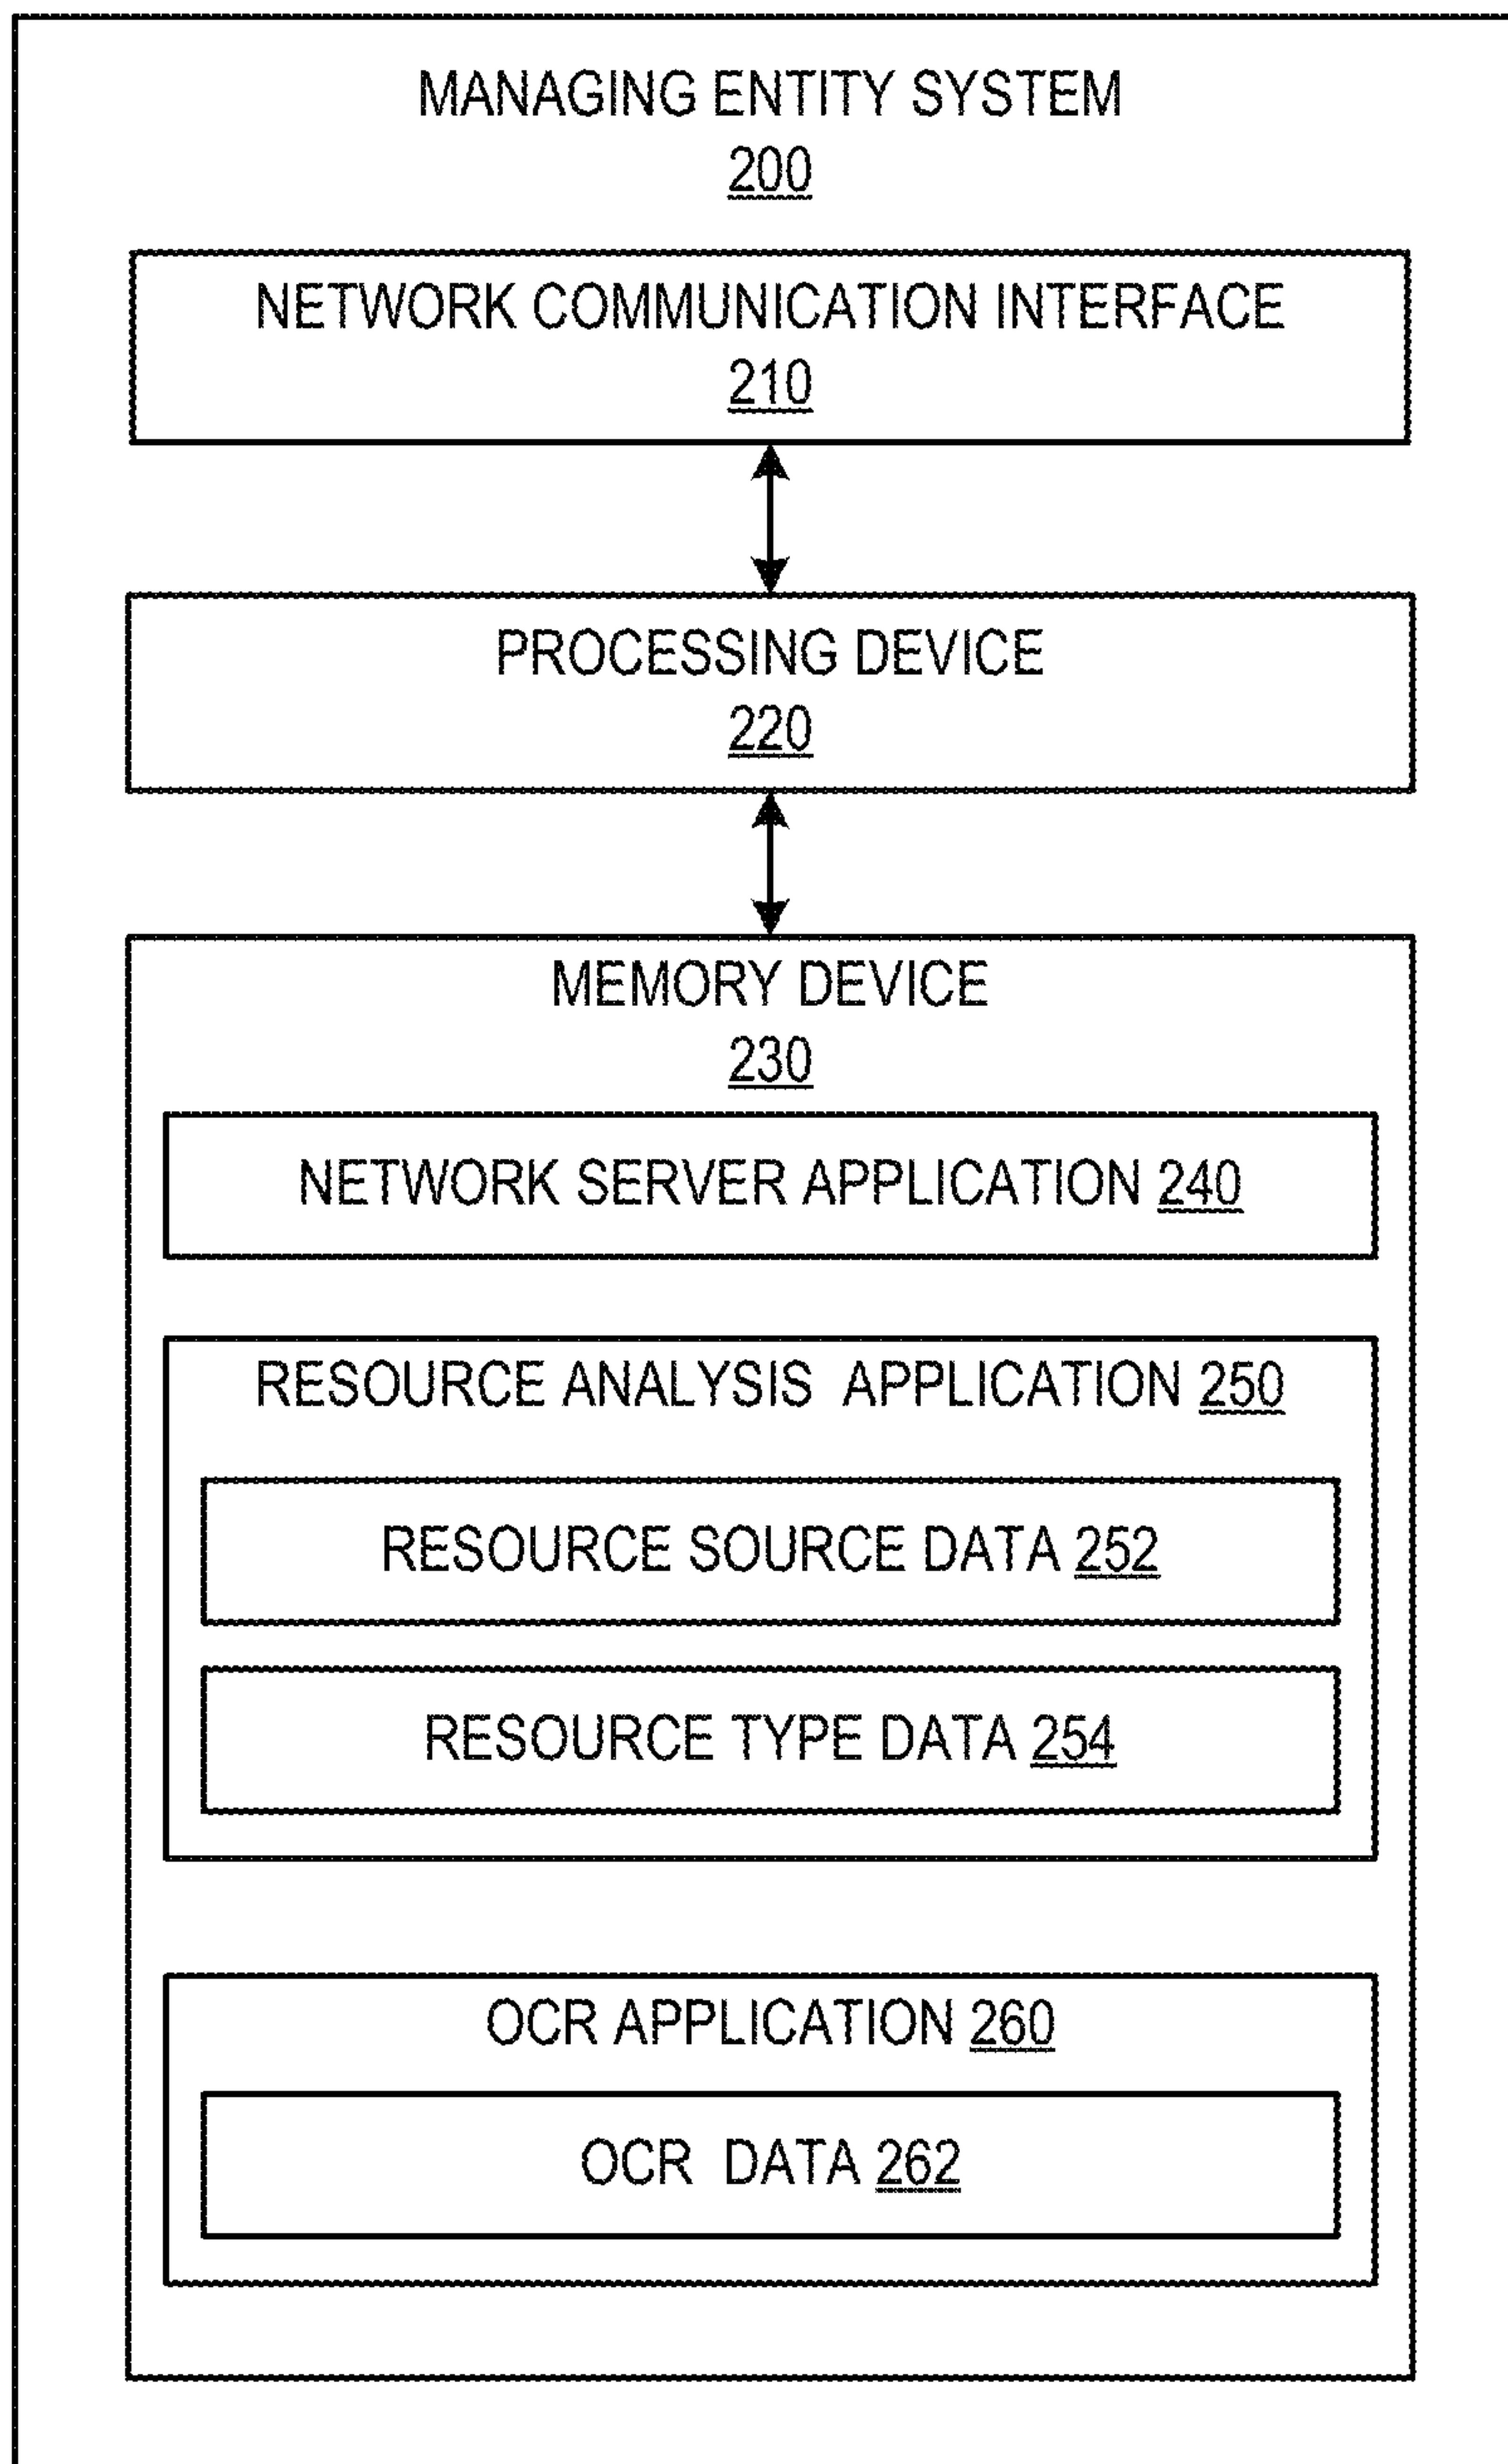 MANAGING ENTITY SYSTEM
200
NETWORK COMMUNICATION INTERFACE
210
PROCESSING DEVICE
220
MEMORY DEVICE
230
NETWORK SERVER APPLICATION 240
RESOURCE ANALYSIS APPLICATION 250
RESOURCE SOURCE DATA 252
RESOURCE TYPE DATA 254
OCR APPLICATION 260
OCR DATA 262